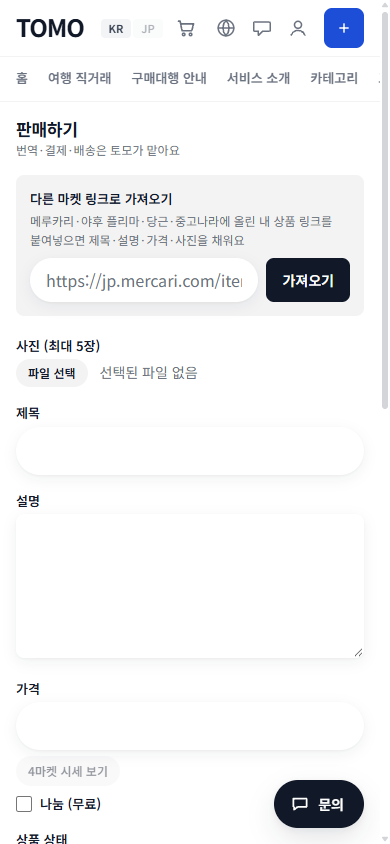 TOMO KR JP +
홈 여행 직거래 구매대행 안내 서비스 소개 카테고리
판매하기
번역·결제·배송은 토모가 맡아요
다른 마켓 링크로 가져오기
메루카리·야후 플리마·당근·중고나라에 올린 내 상품 링크를
붙여넣으면 제목·설명·가격·사진을 채워요
https://jp.mercari.com/iter 가져오기
사진 (최대 5장)
파일 선택 선택된 파일 없음
제목
설명
가격
4마켓 시세 보기
나눔 (무료)
문의
상품 상태